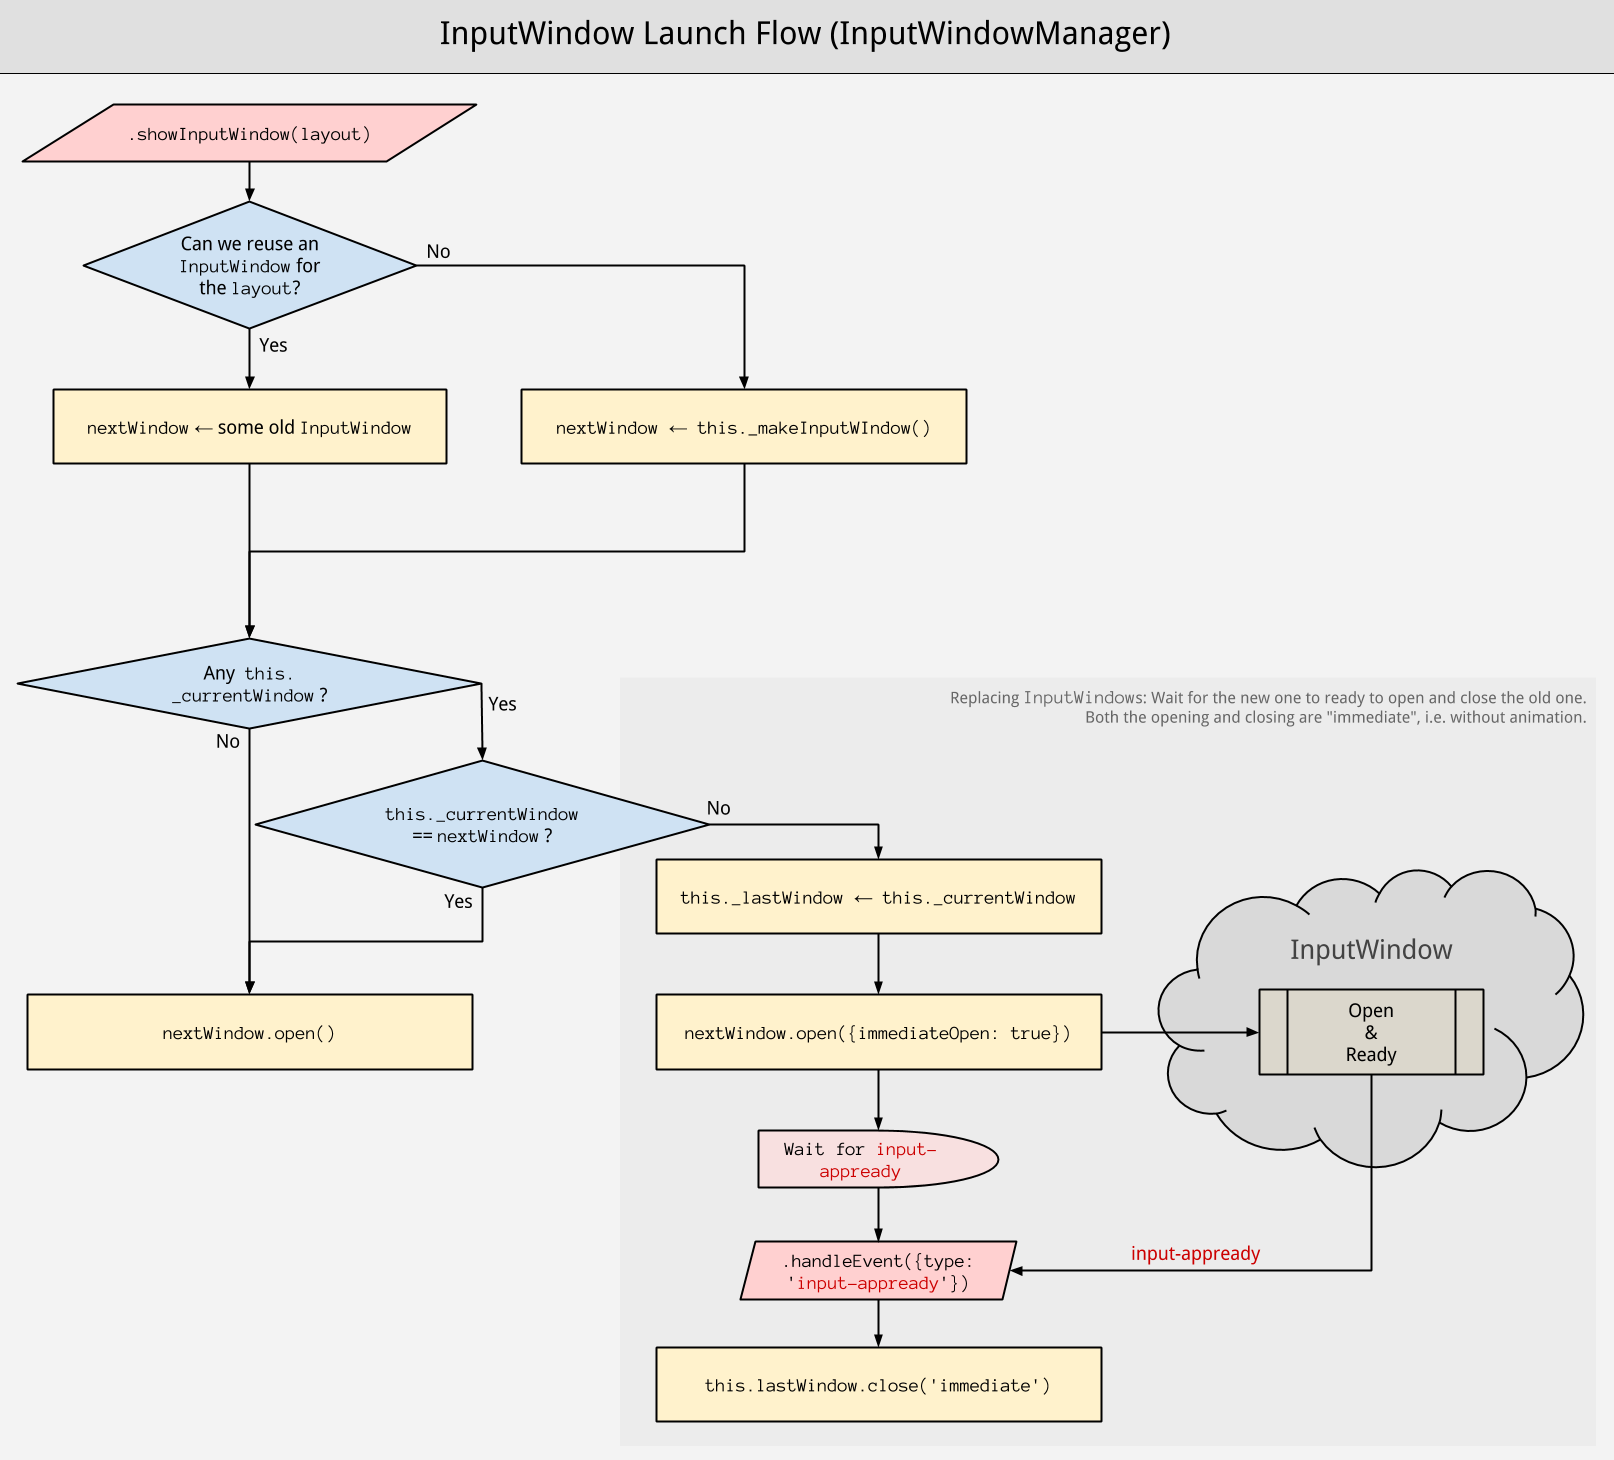 InputWindow Launch Flow (InputWindowManager)
.showInputWindow(layout)
Can we reuse an
InputWindow for
the layout?
No
Yes
nextWindow ← some old InputWindow
nextWindow ← this._makeInputWIndow()
Any this.
_currentWindow ?
Yes
No
Replacing InputWindows: Wait for the new one to ready to open and close the old one.
Both the opening and closing are "immediate", i.e. without animation.
this._currentWindow
== nextWindow ?
No
Yes
this._lastWindow ← this._currentWindow
InputWindow
nextWindow.open()
nextWindow.open({immediateOpen: true})
Open
&
Ready
Wait for input-
appready
.handleEvent({type:
'input-appready'})
input-appready
this.lastWindow.close('immediate')